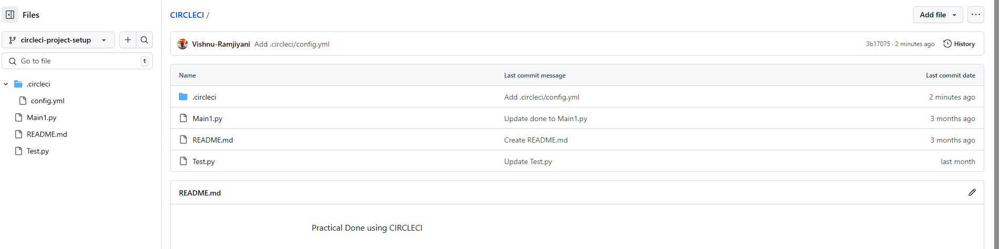 Files
circleci-project-setup
Go to file
t
.circleci
config.yml
Main1.py
README.md
Test.py
CIRCLECI /
Add file
Vishnu-Ramjiyani Add .circleci/config.yml
3b17075 · 2 minutes ago
History
Name Last commit message Last commit date
.circleci Add .circleci/config.yml 2 minutes ago
Main1.py Update done to Main1.py 3 months ago
README.md Create README.md 3 months ago
Test.py Update Test.py last month
README.md
Practical Done using CIRCLECI